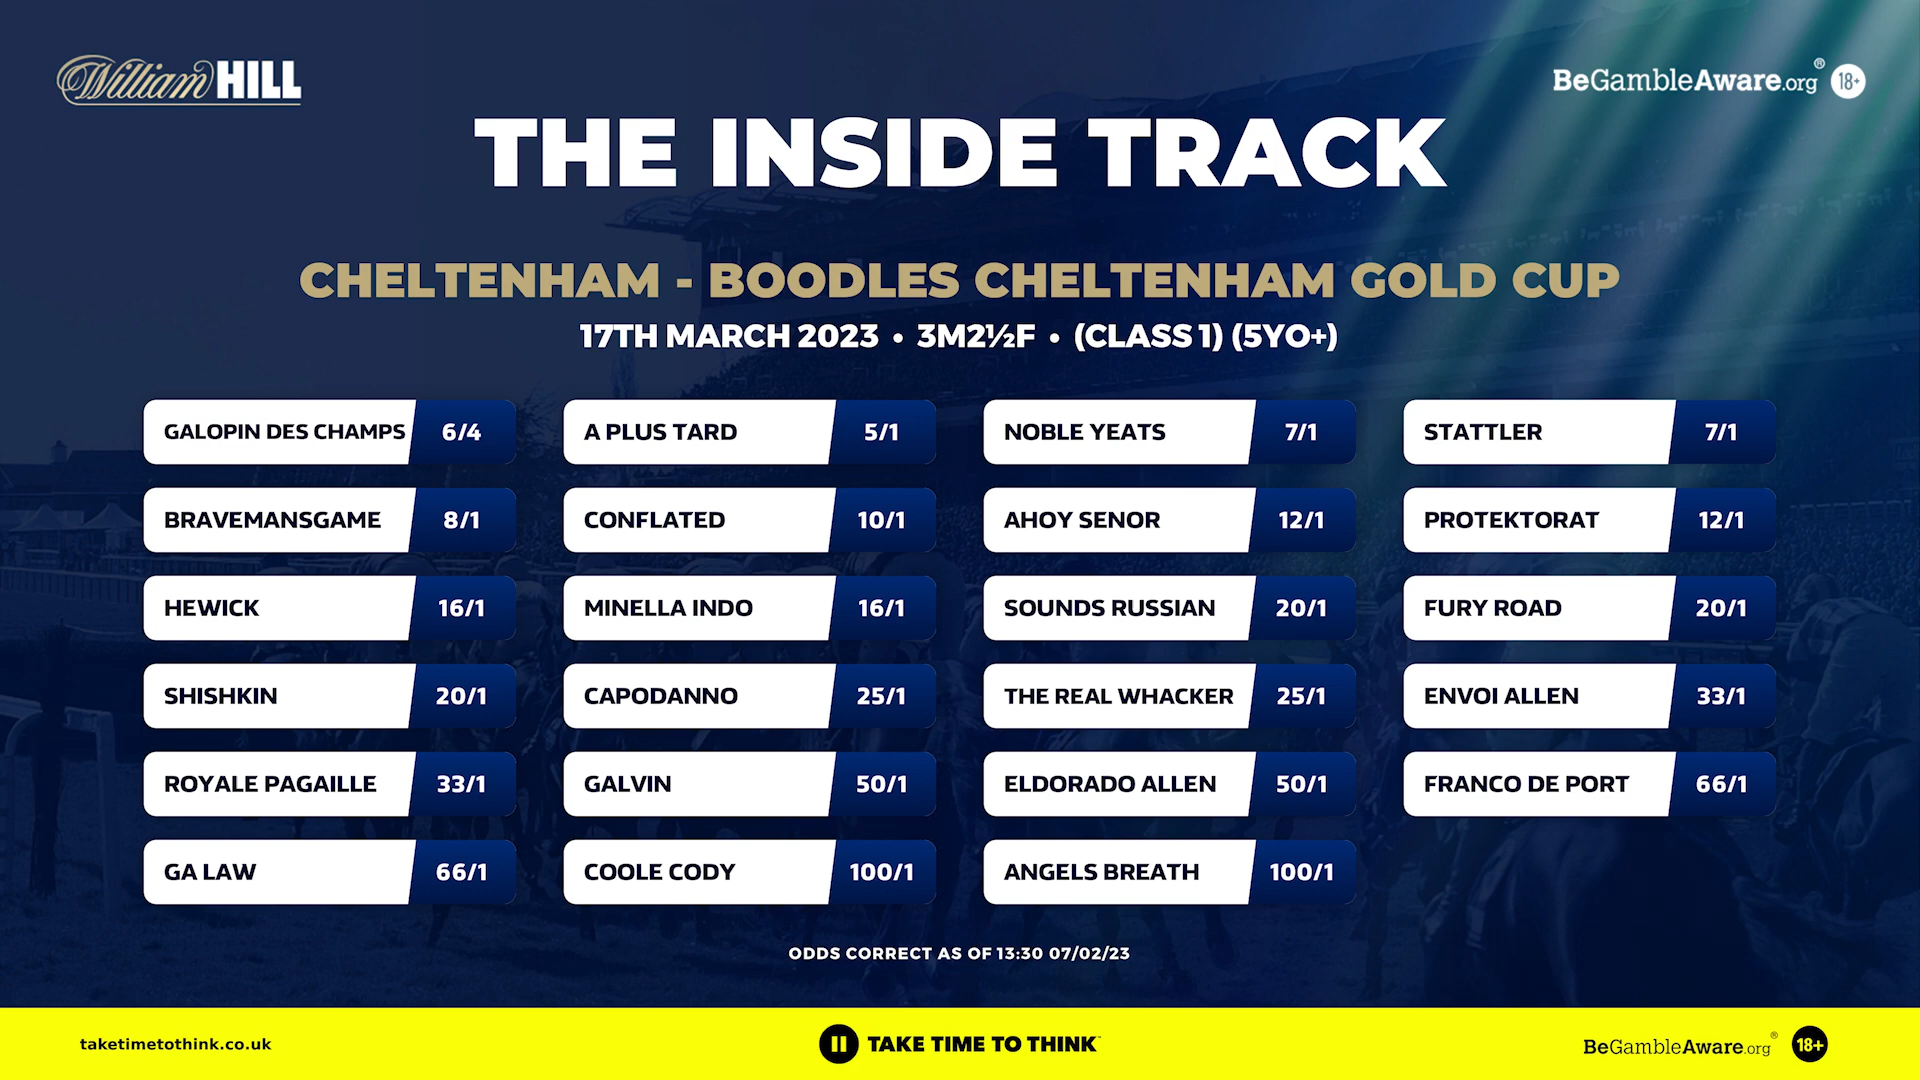 William HILL
BeGambleAware.org® 18+
THE INSIDE TRACK
CHELTENHAM - BOODLES CHELTENHAM GOLD CUP
17TH MARCH 2023 • 3M2½F • (CLASS 1) (5YO+)
GALOPIN DES CHAMPS 6/4
A PLUS TARD 5/1
NOBLE YEATS 7/1
STATTLER 7/1
BRAVEMANSGAME 8/1
CONFLATED 10/1
AHOY SENOR 12/1
PROTEKTORAT 12/1
HEWICK 16/1
MINELLA INDO 16/1
SOUNDS RUSSIAN 20/1
FURY ROAD 20/1
SHISHKIN 20/1
CAPODANNO 25/1
THE REAL WHACKER 25/1
ENVOI ALLEN 33/1
ROYALE PAGAILLE 33/1
GALVIN 50/1
ELDORADO ALLEN 50/1
FRANCO DE PORT 66/1
GA LAW 66/1
COOLE CODY 100/1
ANGELS BREATH 100/1
ODDS CORRECT AS OF 13:30 07/02/23
taketimetothink.co.uk
TAKE TIME TO THINK™
BeGambleAware.org® 18+